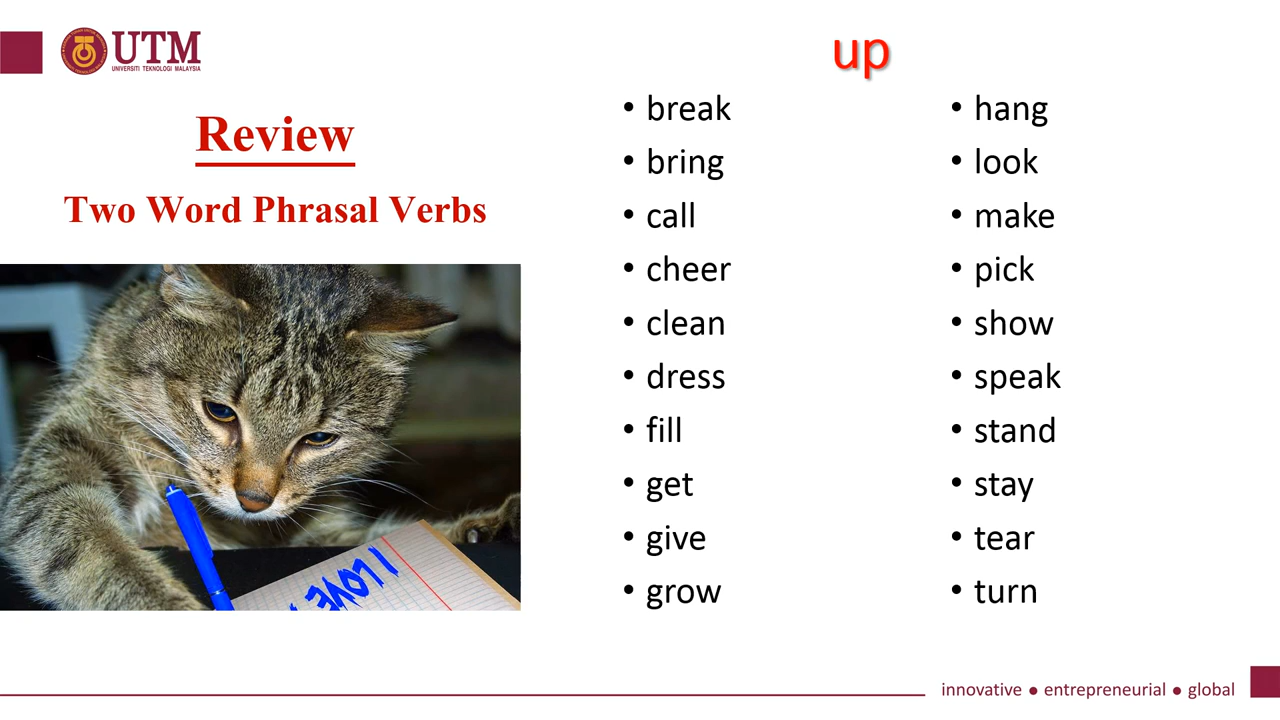 UTM
UNIVERSITI TEKNOLOGI MALAYSIA
Review
Two Word Phrasal Verbs
I LOVE
up
• break
• bring
• call
• cheer
• clean
• dress
• fill
• get
• give
• grow
• hang
• look
• make
• pick
• show
• speak
• stand
• stay
• tear
• turn
innovative ● entrepreneurial ● global